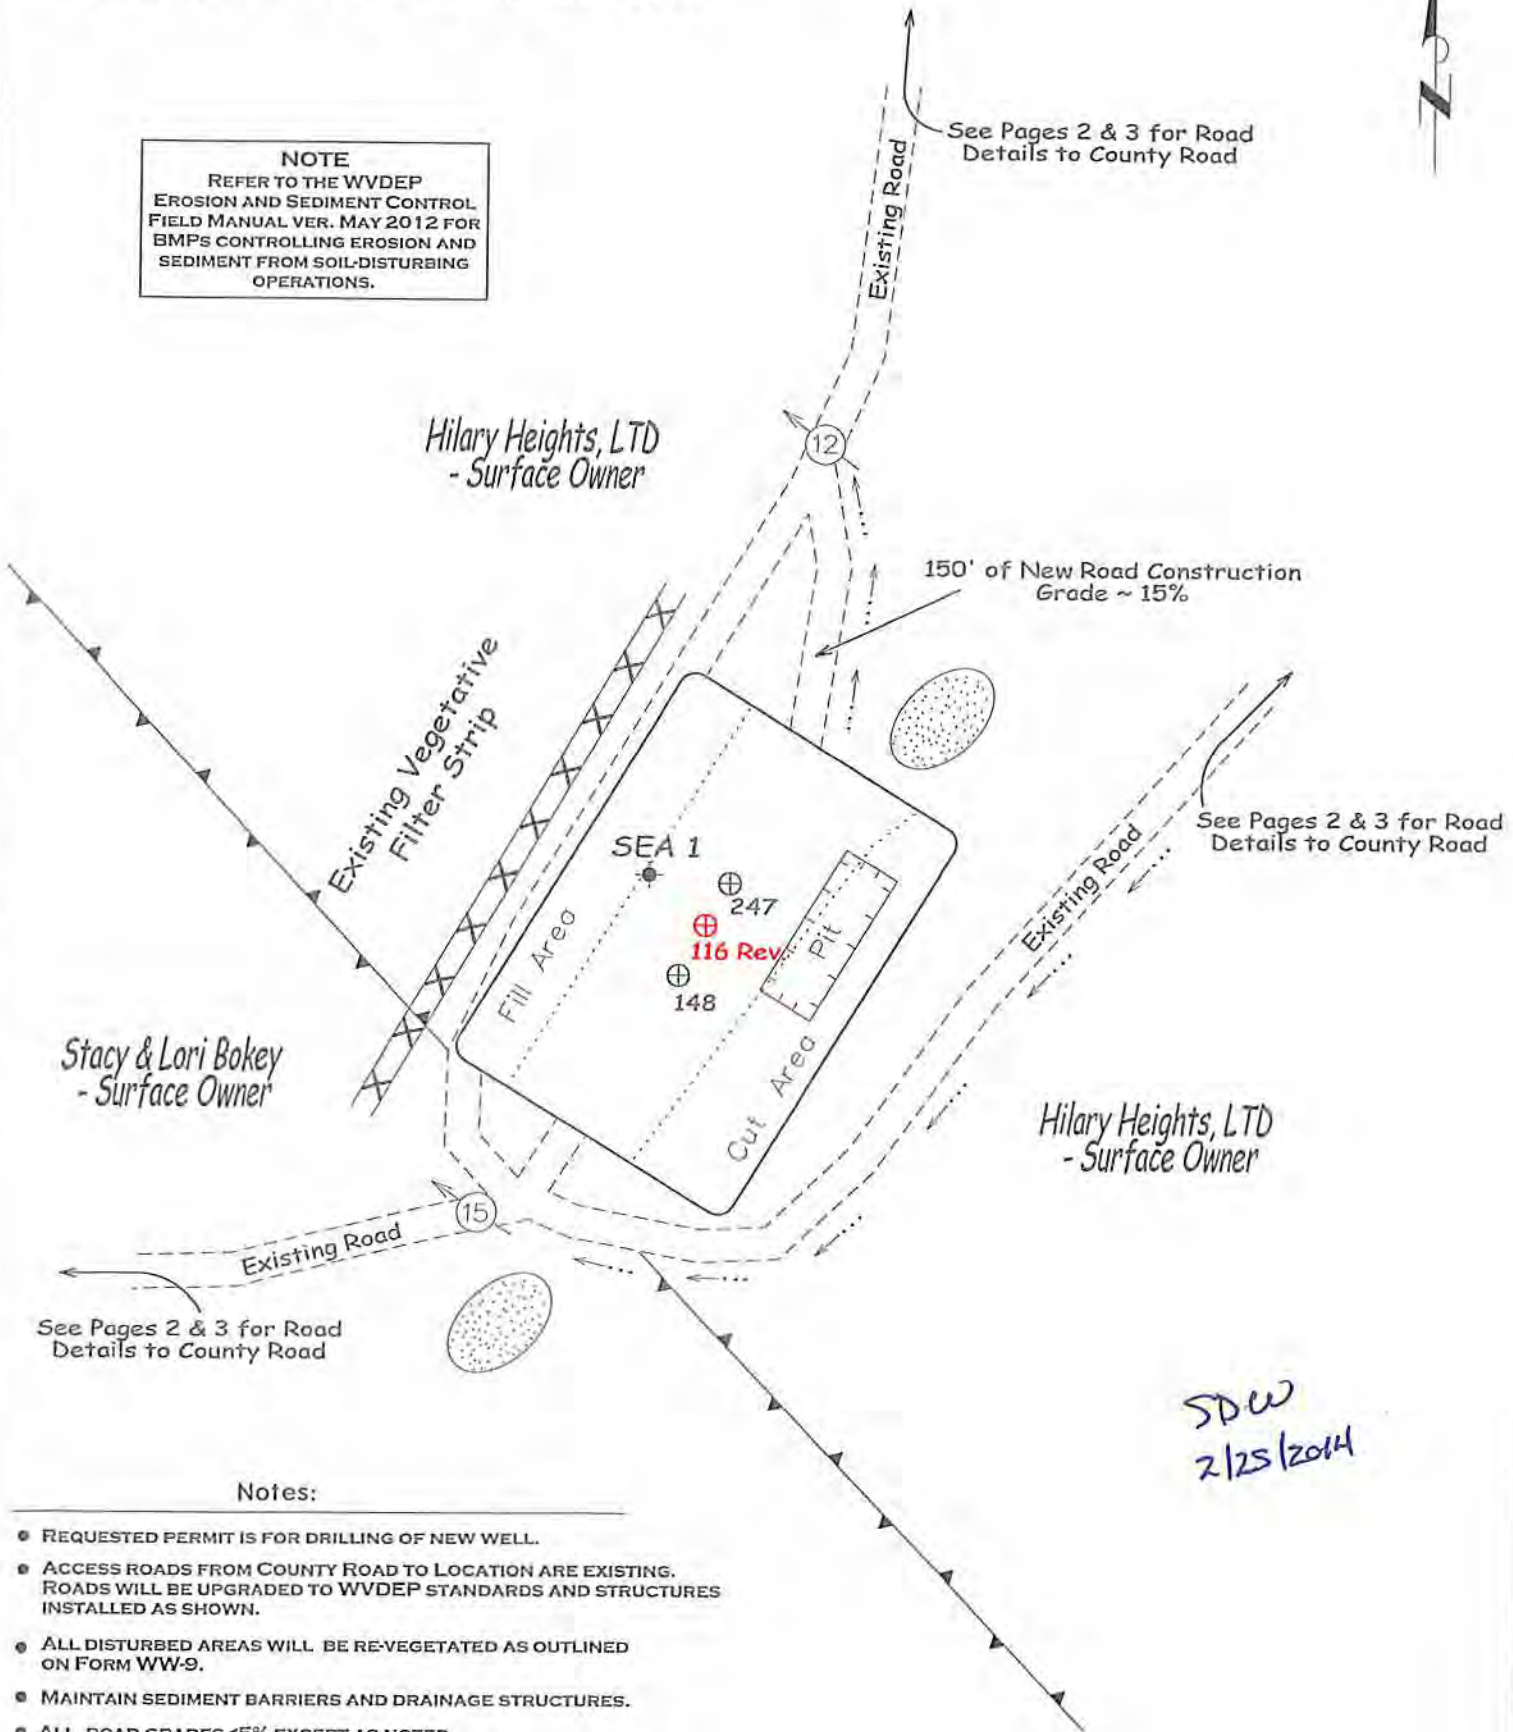 NOTE
REFER TO THE WVDEP
EROSION AND SEDIMENT CONTROL
FIELD MANUAL VER. MAY 2012 FOR
BMPS CONTROLLING EROSION AND
SEDIMENT FROM SOIL-DISTURBING
OPERATIONS.
See Pages 2 & 3 for Road
Details to County Road
Existing Road
Hilary Heights, LTD
- Surface Owner
12
150' of New Road Construction
Grade ~ 15%
Existing Vegetative
Filter Strip
See Pages 2 & 3 for Road
Details to County Road
Existing Road
SEA 1
247
116 Rev
148
Fill Area
Pit
Cut Area
Stacy & Lori Bokey
- Surface Owner
Hilary Heights, LTD
- Surface Owner
15
Existing Road
See Pages 2 & 3 for Road
Details to County Road
SDW
2/25/2014
Notes:
REQUESTED PERMIT IS FOR DRILLING OF NEW WELL.
ACCESS ROADS FROM COUNTY ROAD TO LOCATION ARE EXISTING.
ROADS WILL BE UPGRADED TO WVDEP STANDARDS AND STRUCTURES
INSTALLED AS SHOWN.
ALL DISTURBED AREAS WILL BE RE-VEGETATED AS OUTLINED
ON FORM WW-9.
MAINTAIN SEDIMENT BARRIERS AND DRAINAGE STRUCTURES.